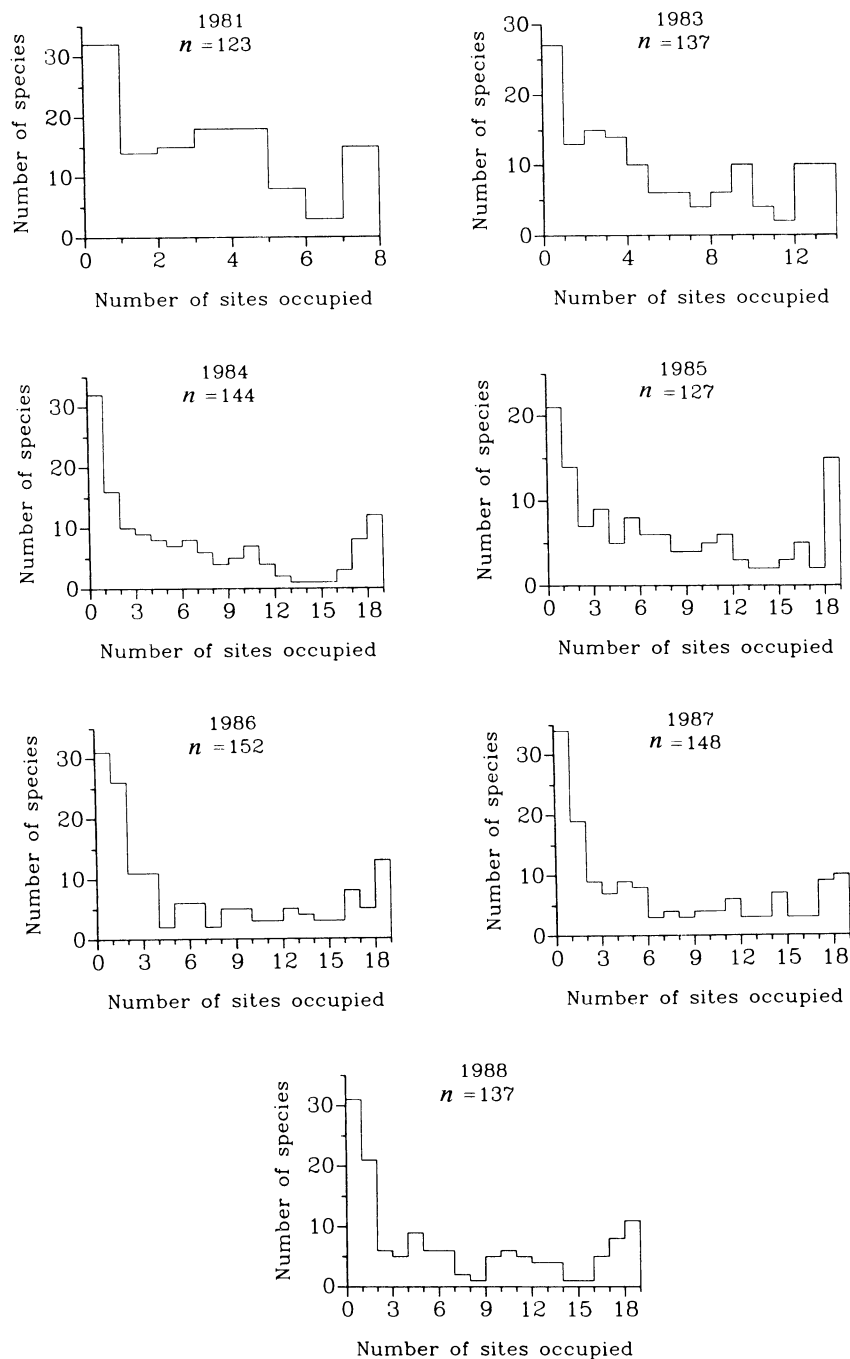 1981
n = 123
Number of species
30
20
10
0
0 2 4 6 8
Number of sites occupied
1983
n = 137
Number of species
30
20
10
0
0 4 8 12
Number of sites occupied
1984
n = 144
Number of species
30
20
10
0
0 3 6 9 12 15 18
Number of sites occupied
1985
n = 127
Number of species
20
10
0
0 3 6 9 12 15 18
Number of sites occupied
1986
n = 152
Number of species
30
20
10
0
0 3 6 9 12 15 18
Number of sites occupied
1987
n = 148
Number of species
30
20
10
0
0 3 6 9 12 15 18
Number of sites occupied
1988
n = 137
Number of species
30
20
10
0
0 3 6 9 12 15 18
Number of sites occupied